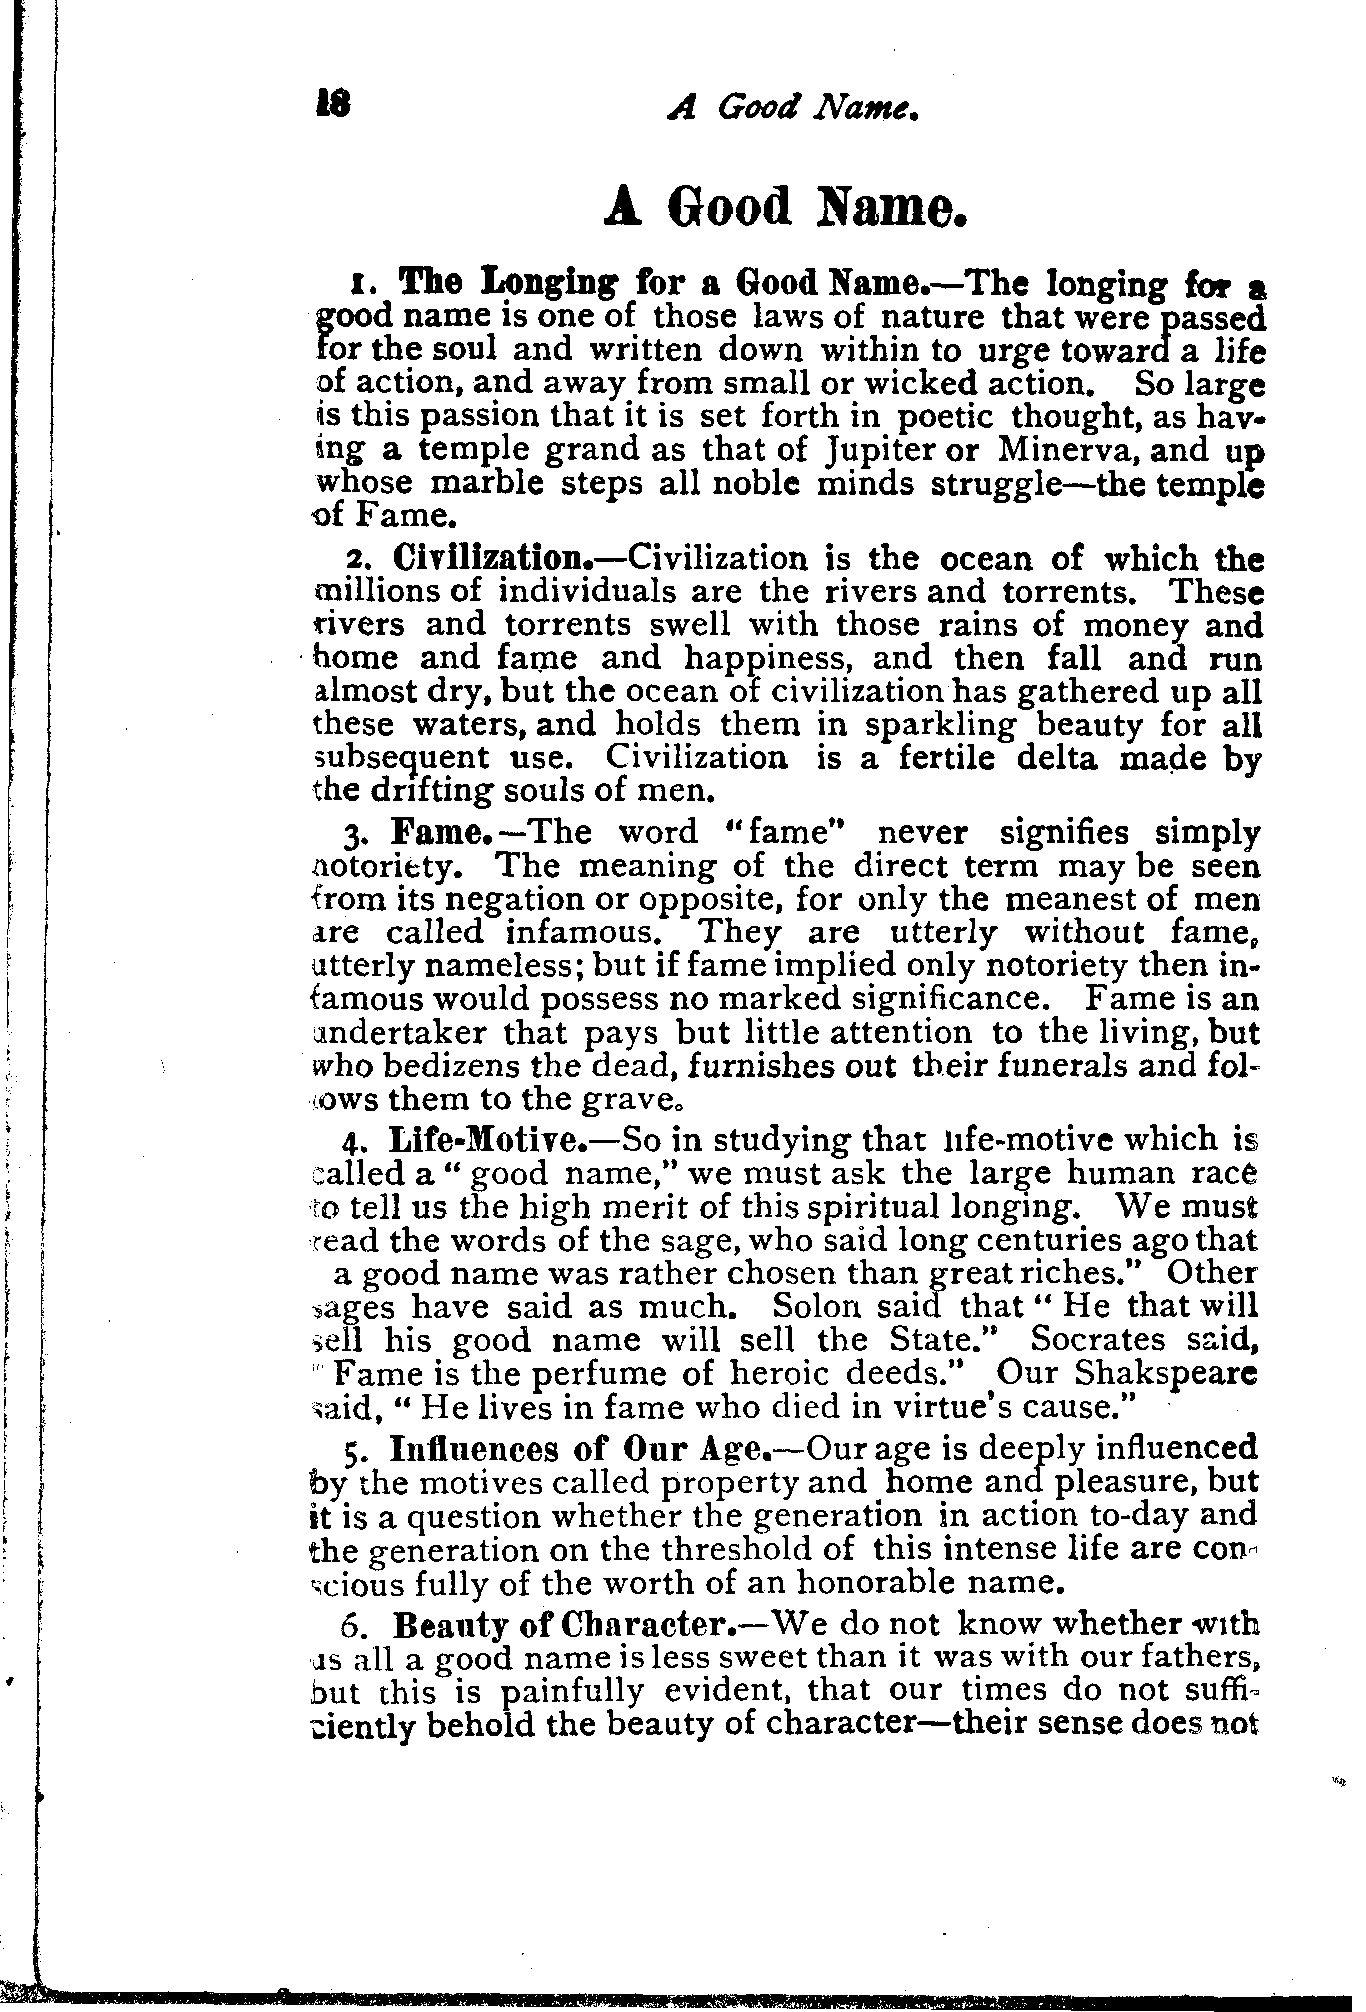 18 A Good Name.
A Good Name.
1. The Longing for a Good Name.—The longing for a
good name is one of those laws of nature that were passed
for the soul and written down within to urge toward a life
of action, and away from small or wicked action. So large
is this passion that it is set forth in poetic thought, as hav-
ing a temple grand as that of Jupiter or Minerva, and up
whose marble steps all noble minds struggle—the temple
of Fame.
2. Civilization.—Civilization is the ocean of which the
millions of individuals are the rivers and torrents. These
rivers and torrents swell with those rains of money and
home and fame and happiness, and then fall and run
almost dry, but the ocean of civilization has gathered up all
these waters, and holds them in sparkling beauty for all
subsequent use. Civilization is a fertile delta made by
the drifting souls of men.
3. Fame.—The word "fame" never signifies simply
notoriety. The meaning of the direct term may be seen
from its negation or opposite, for only the meanest of men
are called infamous. They are utterly without fame,
utterly nameless; but if fame implied only notoriety then in-
famous would possess no marked significance. Fame is an
undertaker that pays but little attention to the living, but
who bedizens the dead, furnishes out their funerals and fol-
lows them to the grave.
4. Life-Motive.—So in studying that life-motive which is
called a " good name," we must ask the large human race
to tell us the high merit of this spiritual longing. We must
read the words of the sage, who said long centuries ago that
a good name was rather chosen than great riches." Other
sages have said as much. Solon said that " He that will
sell his good name will sell the State." Socrates said,
" Fame is the perfume of heroic deeds." Our Shakspeare
said, " He lives in fame who died in virtue's cause."
5. Influences of Our Age.—Our age is deeply influenced
by the motives called property and home and pleasure, but
it is a question whether the generation in action to-day and
the generation on the threshold of this intense life are con-
scious fully of the worth of an honorable name.
6. Beauty of Character.—We do not know whether with
us all a good name is less sweet than it was with our fathers,
but this is painfully evident, that our times do not suffi-
ciently behold the beauty of character—their sense does not